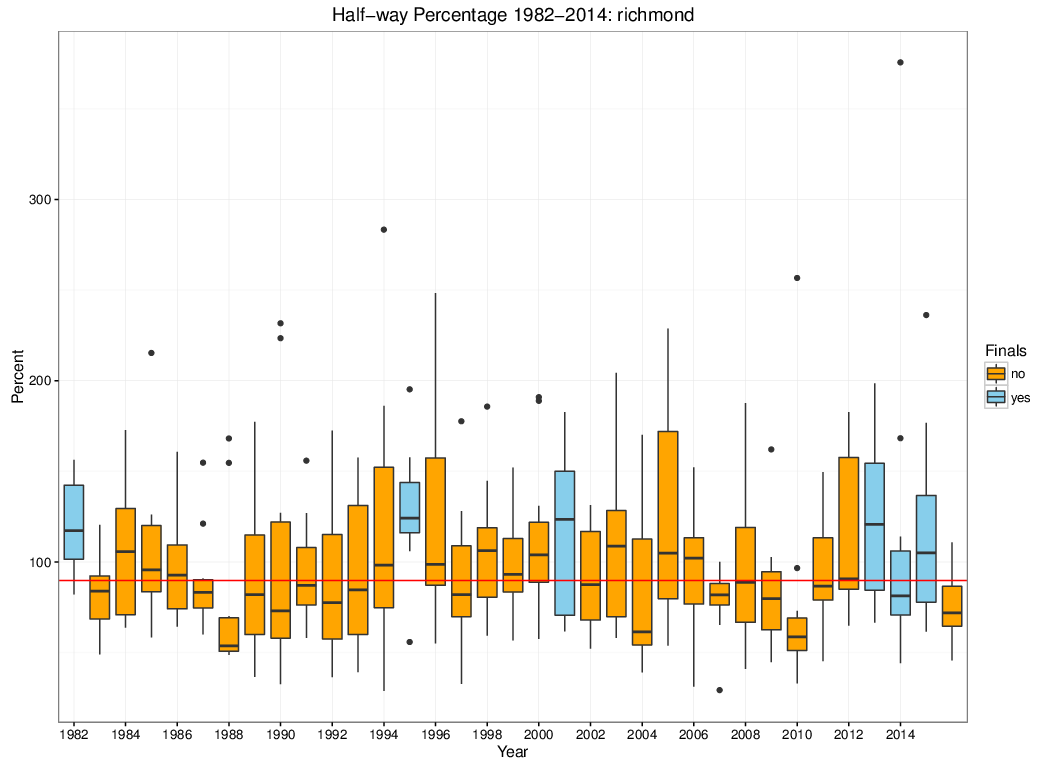 Half−way Percentage 1982−2014: richmond
Percent
300
200
100
1982 1984 1986 1988 1990 1992 1994 1996 1998 2000 2002 2004 2006 2008 2010 2012 2014
Year
Finals
no
yes